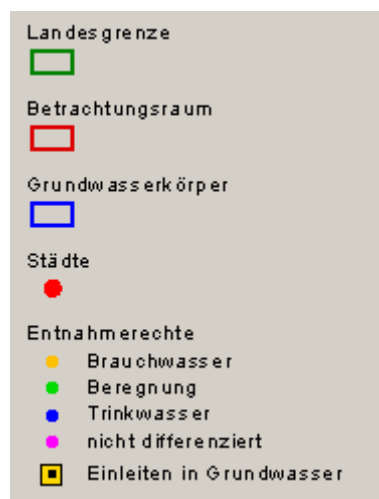 Landesgrenze
Betrachtungsraum
Grundwasserkörper
Städte
Entnahmerechte
Brauchwasser
Beregnung
Trinkwasser
nicht differenziert
Einleiten in Grundwasser